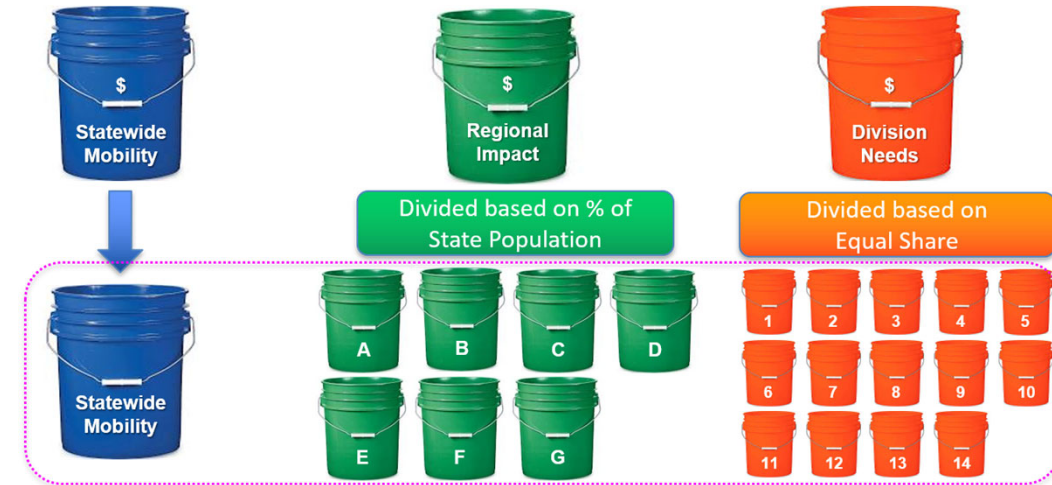 $
Statewide
Mobility
$
Regional
Impact
$
Division
Needs
Divided based on % of
State Population
Divided based on
Equal Share
Statewide
Mobility
A
B
C
D
E
F
G
1
2
3
4
5
6
7
8
9
10
11
12
13
14